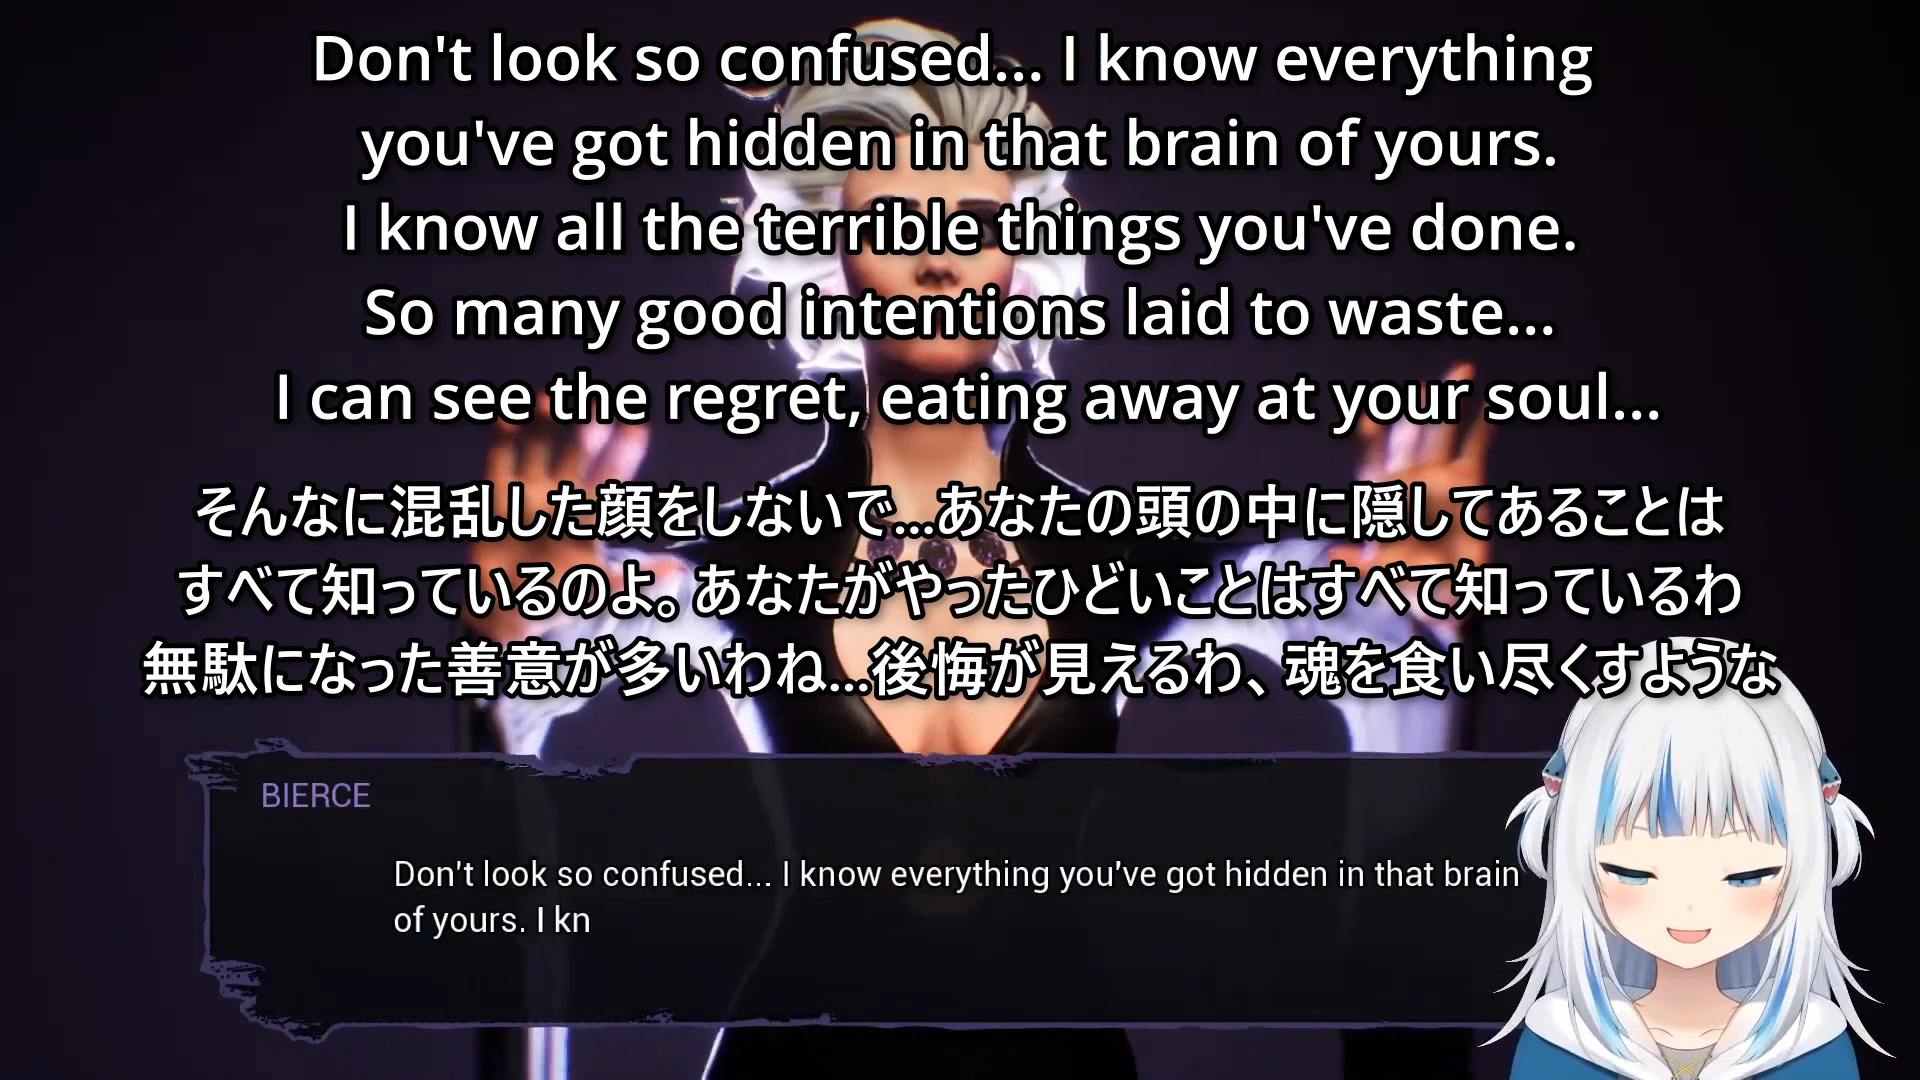 Don't look so confused... I know everything
you've got hidden in that brain of yours.
I know all the terrible things you've done.
So many good intentions laid to waste...
I can see the regret, eating away at your soul...
そんなに混乱した顔をしないで...あなたの頭の中に隠してあることは
すべて知っているのよ。あなたがやったひどいことはすべて知っているわ
無駄になった善意が多いわね...後悔が見えるわ、魂を食い尽くすような
BIERCE
Don't look so confused... I know everything you've got hidden in that brain
of yours. I kn